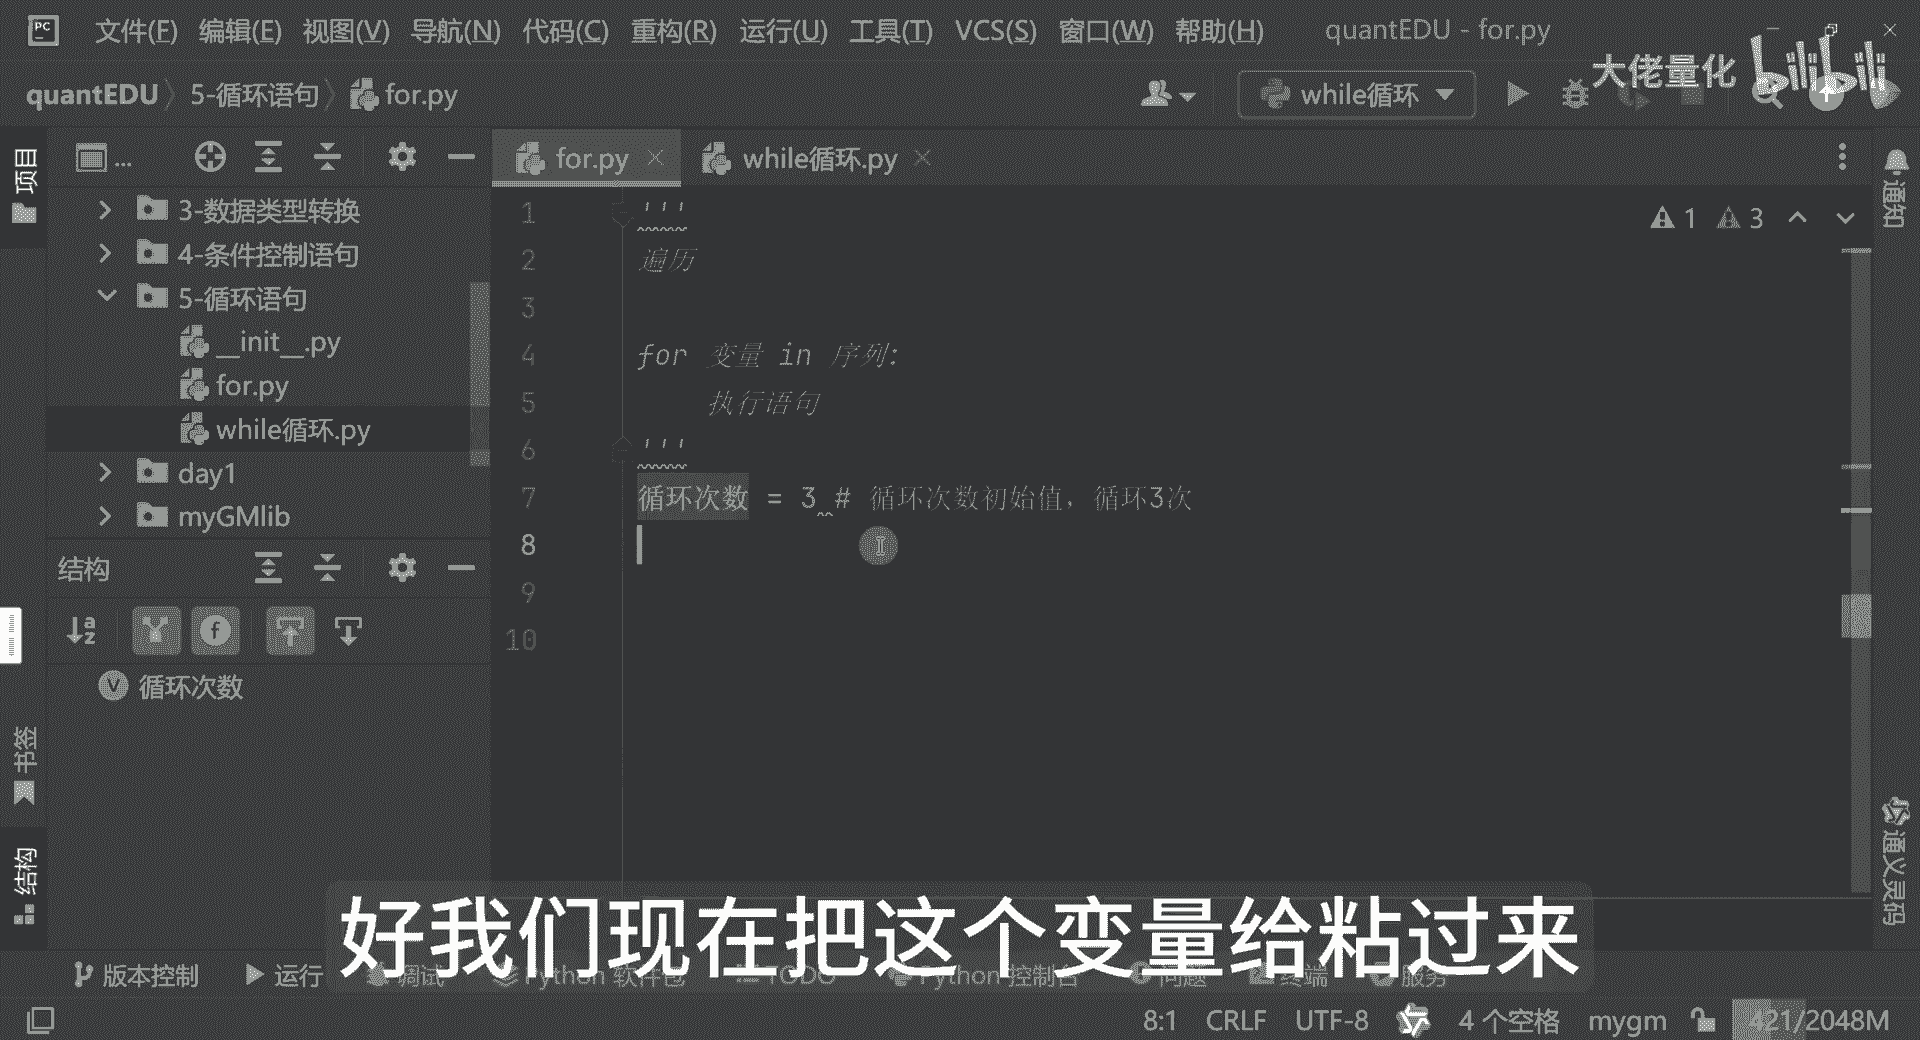 文件(F) 编辑(E) 视图(V) 导航(N) 代码(C) 重构(R) 运行(U) 工具(T) VCS(S) 窗口(W) 帮助(H) quantEDU - for.py
大佬量化 bilibili
quantEDU 5-循环语句 for.py while循环
项目
for.py while循环.py
通知
3-数据类型转换
4-条件控制语句
5-循环语句
__init__.py
for.py
while循环.py
day1
myGMlib
结构
循环次数
书签
结构
1 '''
2 遍历
3
4 for 变量 in 序列:
5 执行语句
6 '''
7 循环次数 = 3 # 循环次数初始值，循环3次
8
9
10
1 3
通义灵码
好我们现在把这个变量给粘过来
版本控制 运行 调试 Python 软件包 TODO Python 控制台 问题 终端 服务
8:1 CRLF UTF-8 4 个空格 mygm 421/2048M